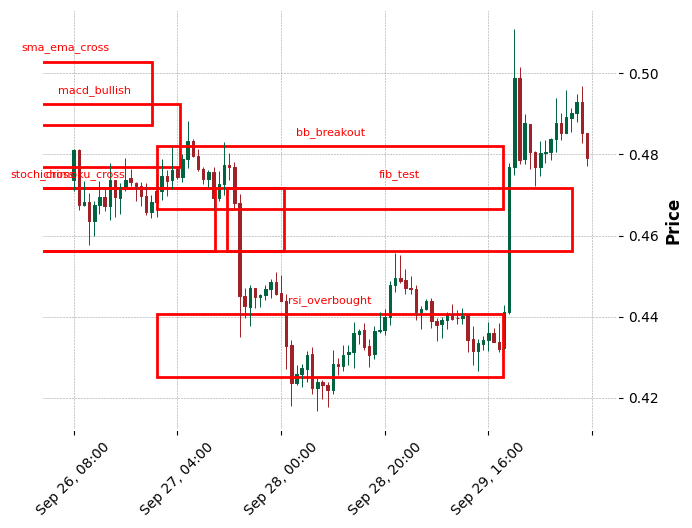 sma_ema_cross
macd_bullish
bb_breakout
fib_test
rsi_overbought
0.50
0.48
0.46
0.44
0.42
Price
Sep 26, 08:00
Sep 27, 04:00
Sep 28, 00:00
Sep 28, 20:00
Sep 29, 16:00